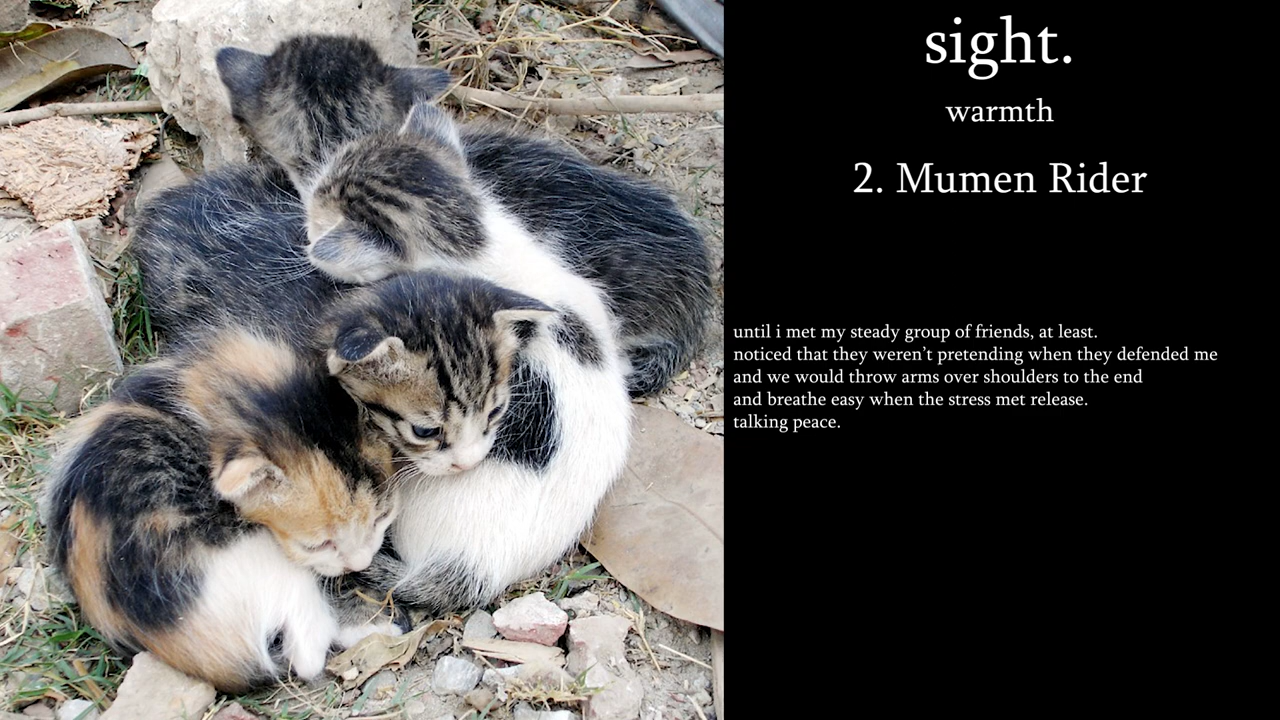 sight.
warmth
2. Mumen Rider
until i met my steady group of friends, at least.
noticed that they weren’t pretending when they defended me
and we would throw arms over shoulders to the end
and breathe easy when the stress met release.
talking peace.